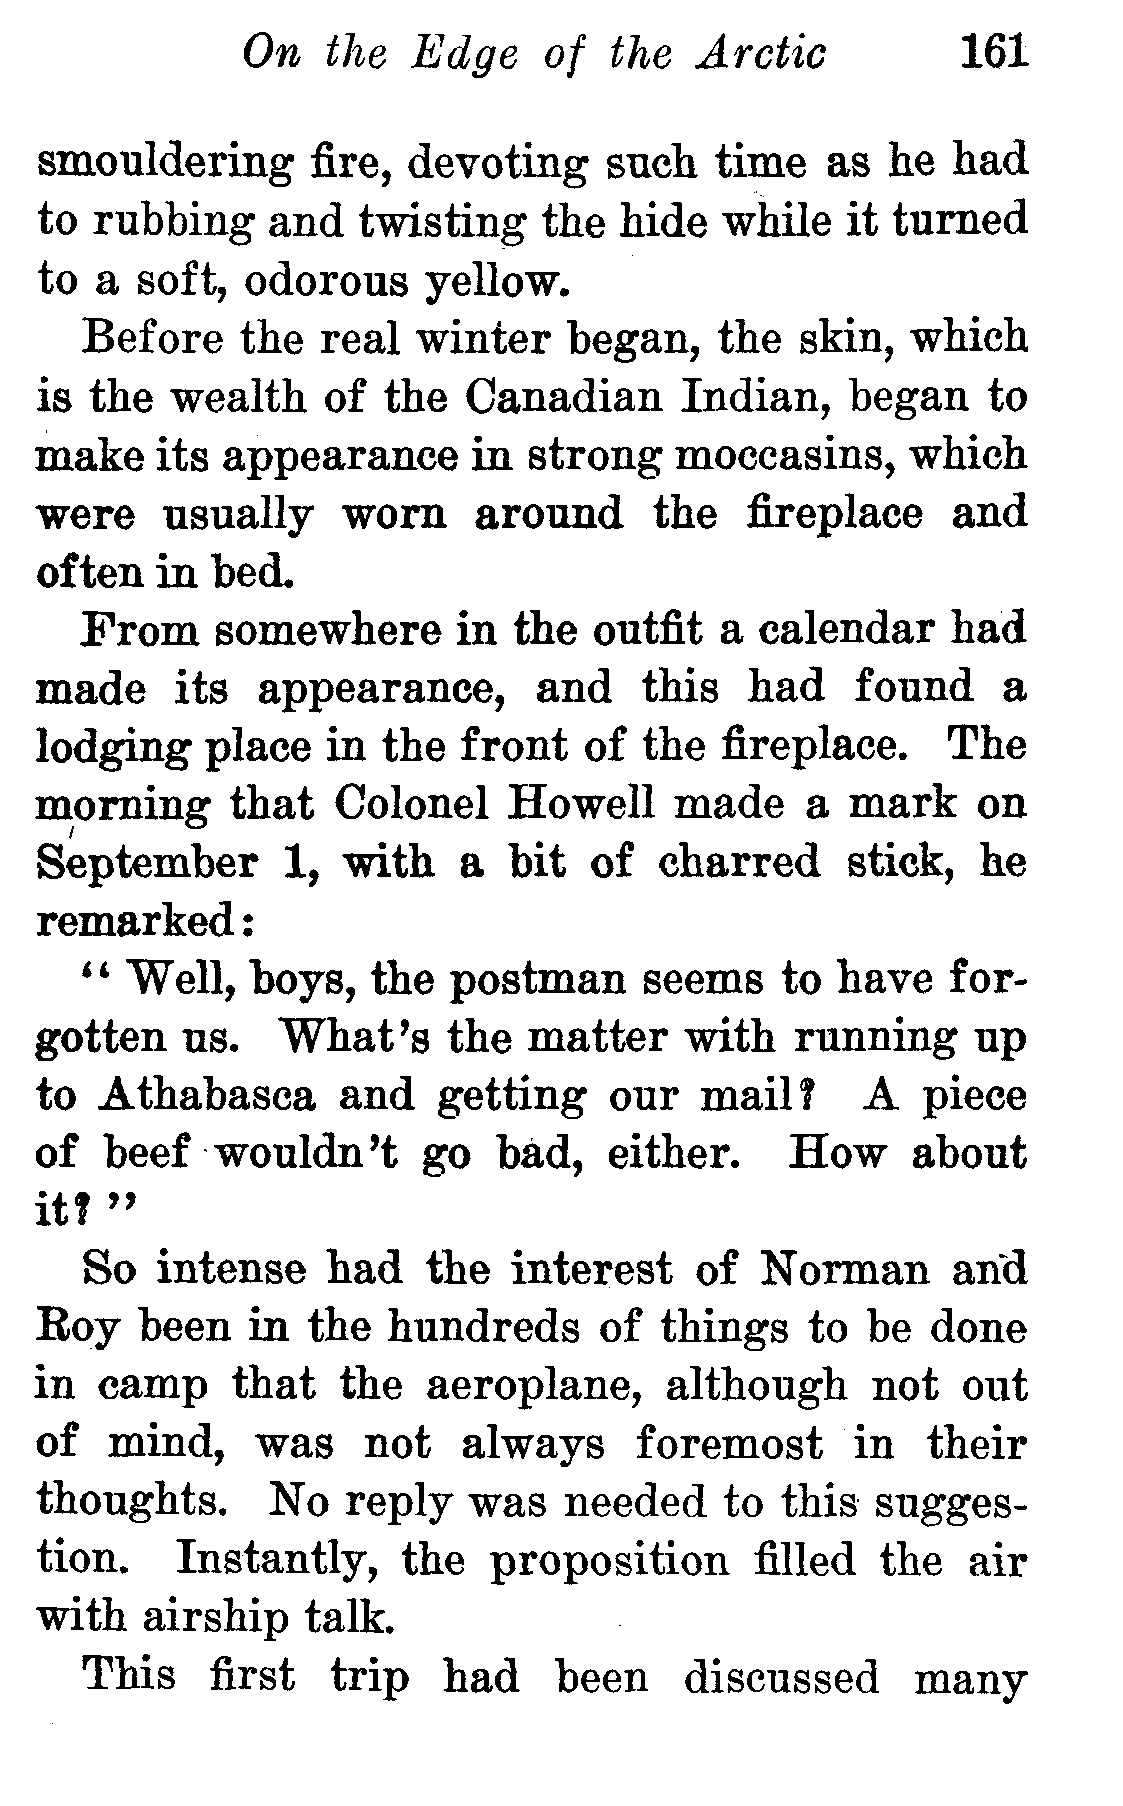 On the Edge of the Arctic 161
smouldering fire, devoting such time as he had
to rubbing and twisting the hide while it turned
to a soft, odorous yellow.
Before the real winter began, the skin, which
is the wealth of the Canadian Indian, began to
make its appearance in strong moccasins, which
were usually worn around the fireplace and
often in bed.
From somewhere in the outfit a calendar had
made its appearance, and this had found a
lodging place in the front of the fireplace. The
morning that Colonel Howell made a mark on
September 1, with a bit of charred stick, he
remarked:
“ Well, boys, the postman seems to have for-
gotten us. What’s the matter with running up
to Athabasca and getting our mail? A piece
of beef wouldn’t go bad, either. How about
it? ”
So intense had the interest of Norman and
Roy been in the hundreds of things to be done
in camp that the aeroplane, although not out
of mind, was not always foremost in their
thoughts. No reply was needed to this sugges-
tion. Instantly, the proposition filled the air
with airship talk.
This first trip had been discussed many